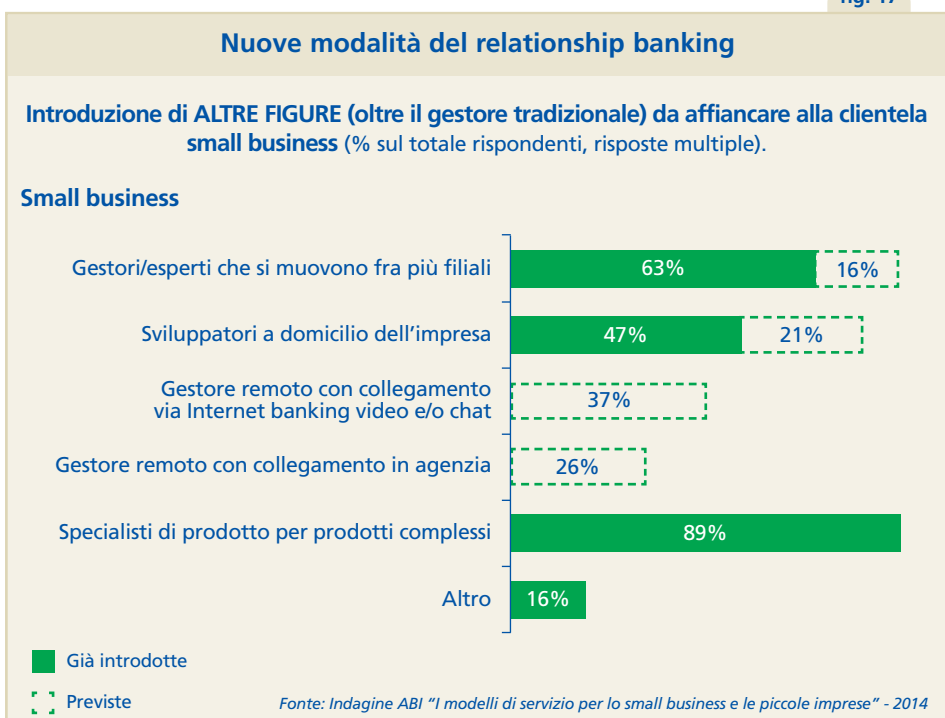 fig. 17
Nuove modalità del relationship banking
Introduzione di ALTRE FIGURE (oltre il gestore tradizionale) da affiancare alla clientela
small business (% sul totale rispondenti, risposte multiple).
Small business
Gestori/esperti che si muovono fra più filiali 63% 16%
Sviluppatori a domicilio dell’impresa 47% 21%
Gestore remoto con collegamento
via Internet banking video e/o chat 37%
Gestore remoto con collegamento in agenzia 26%
Specialisti di prodotto per prodotti complessi 89%
Altro 16%
Già introdotte
Previste
Fonte: Indagine ABI “I modelli di servizio per lo small business e le piccole imprese” - 2014